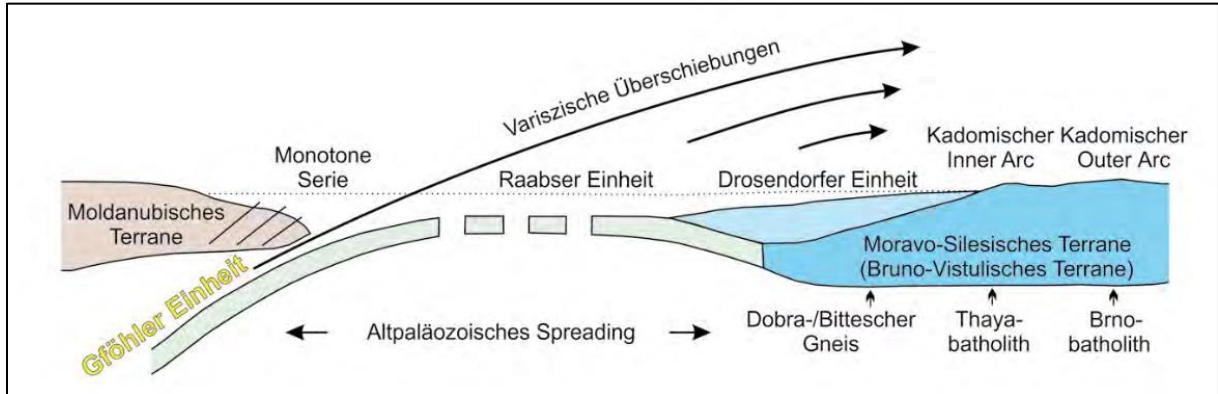 Variszische Überschiebungen
Kadomischer
Inner Arc
Kadomischer
Outer Arc
Monotone
Serie
Raabser Einheit
Drosendorfer Einheit
Moldanubisches
Terrane
Moravo-Silesisches Terrane
(Bruno-Vistulisches Terrane)
Gföhler Einheit
Altpaläozoisches Spreading
Dobra-/Bittescher
Gneis
Thaya-
batholith
Brno-
batholith